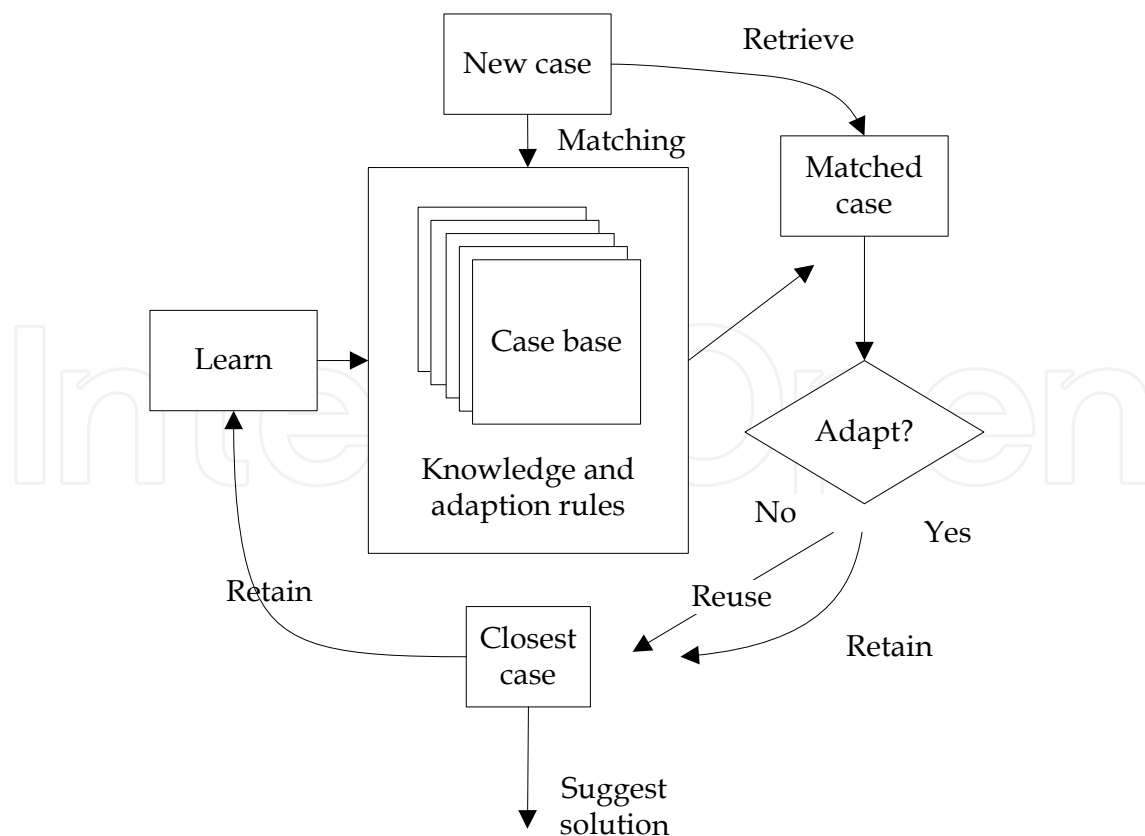 Retrieve
New case
Matching
Matched
case
Case base
Learn
Adapt?
Knowledge and
adaption rules
No
Yes
Retain
Reuse
Closest
case
Retain
Suggest
solution